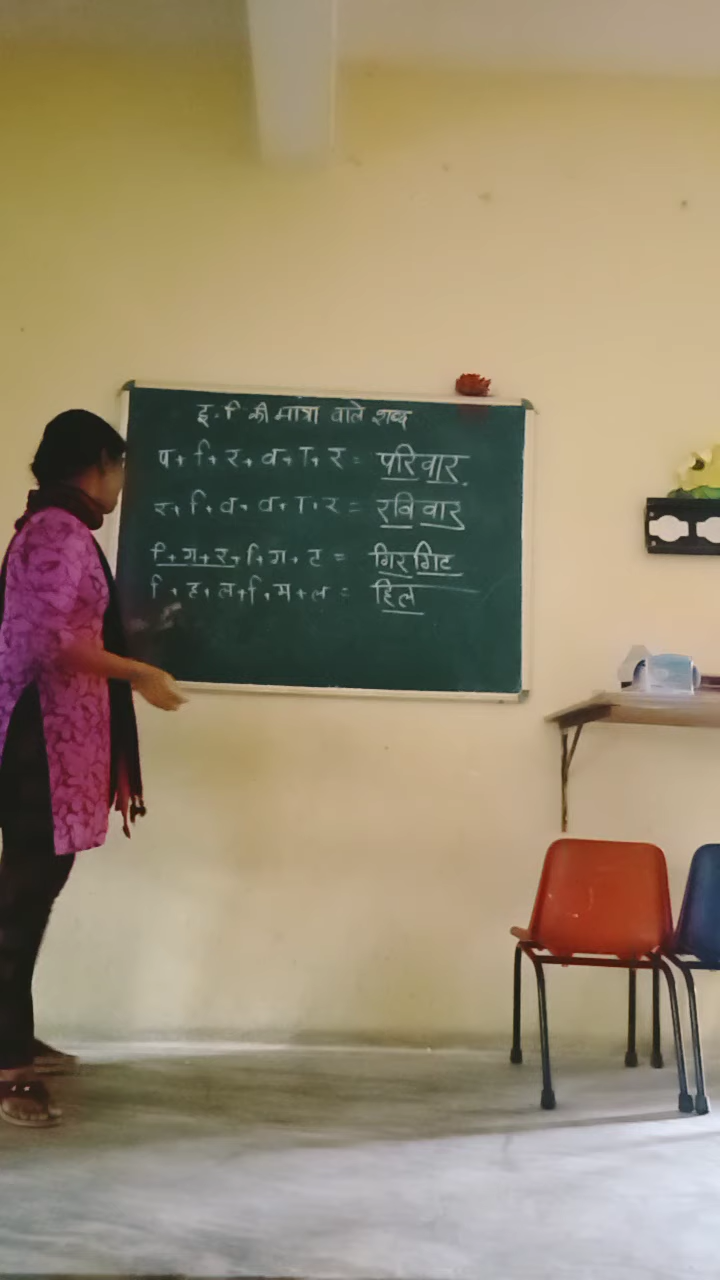 इ - ि की मात्रा वाले शब्द
प + ि + र + व + ा + र = परिवार
र + ि + व + व + ा + र = रविवार
ि + ग + र + ि + ग + ट = गिरगिट
ि + ह + ल + ि + म + ल = हिल